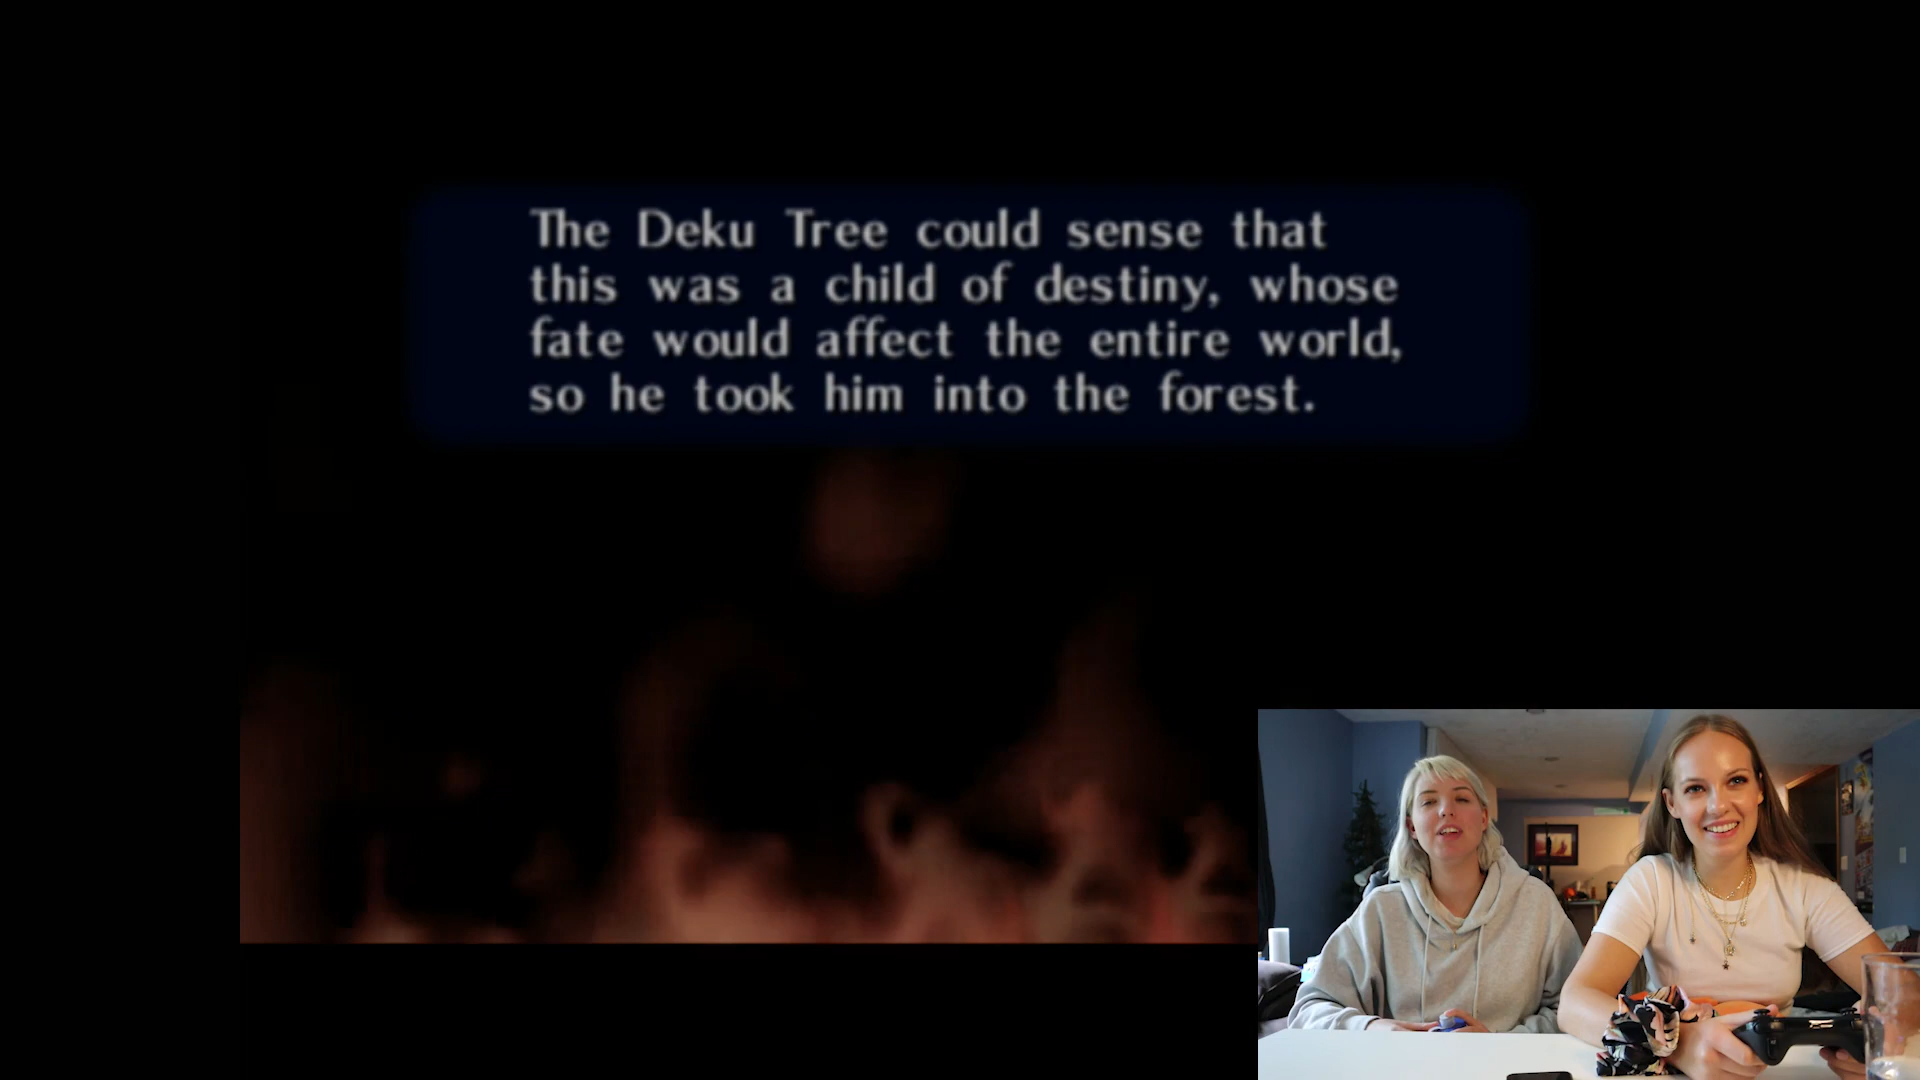 The Deku Tree could sense that
this was a child of destiny, whose
fate would affect the entire world,
so he took him into the forest.